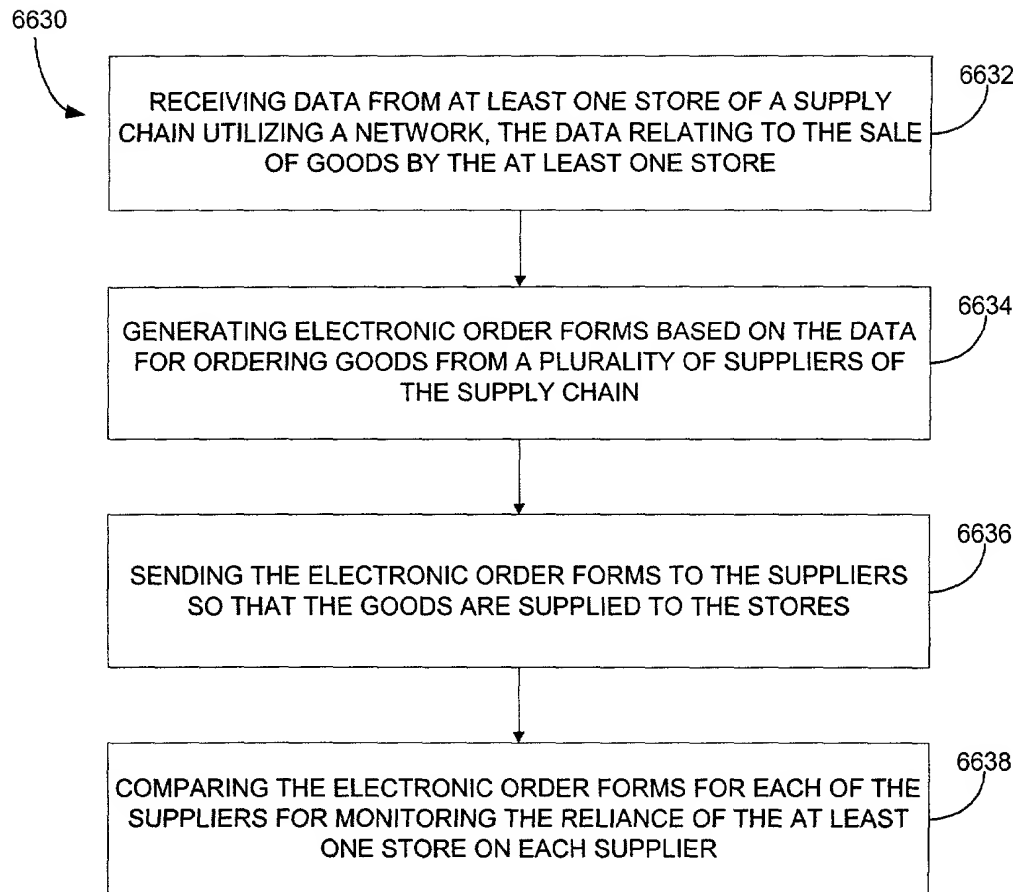 6630
RECEIVING DATA FROM AT LEAST ONE STORE OF A SUPPLY
CHAIN UTILIZING A NETWORK, THE DATA RELATING TO THE SALE
OF GOODS BY THE AT LEAST ONE STORE
6632
GENERATING ELECTRONIC ORDER FORMS BASED ON THE DATA
FOR ORDERING GOODS FROM A PLURALITY OF SUPPLIERS OF
THE SUPPLY CHAIN
6634
SENDING THE ELECTRONIC ORDER FORMS TO THE SUPPLIERS
SO THAT THE GOODS ARE SUPPLIED TO THE STORES
6636
COMPARING THE ELECTRONIC ORDER FORMS FOR EACH OF THE
SUPPLIERS FOR MONITORING THE RELIANCE OF THE AT LEAST
ONE STORE ON EACH SUPPLIER
6638